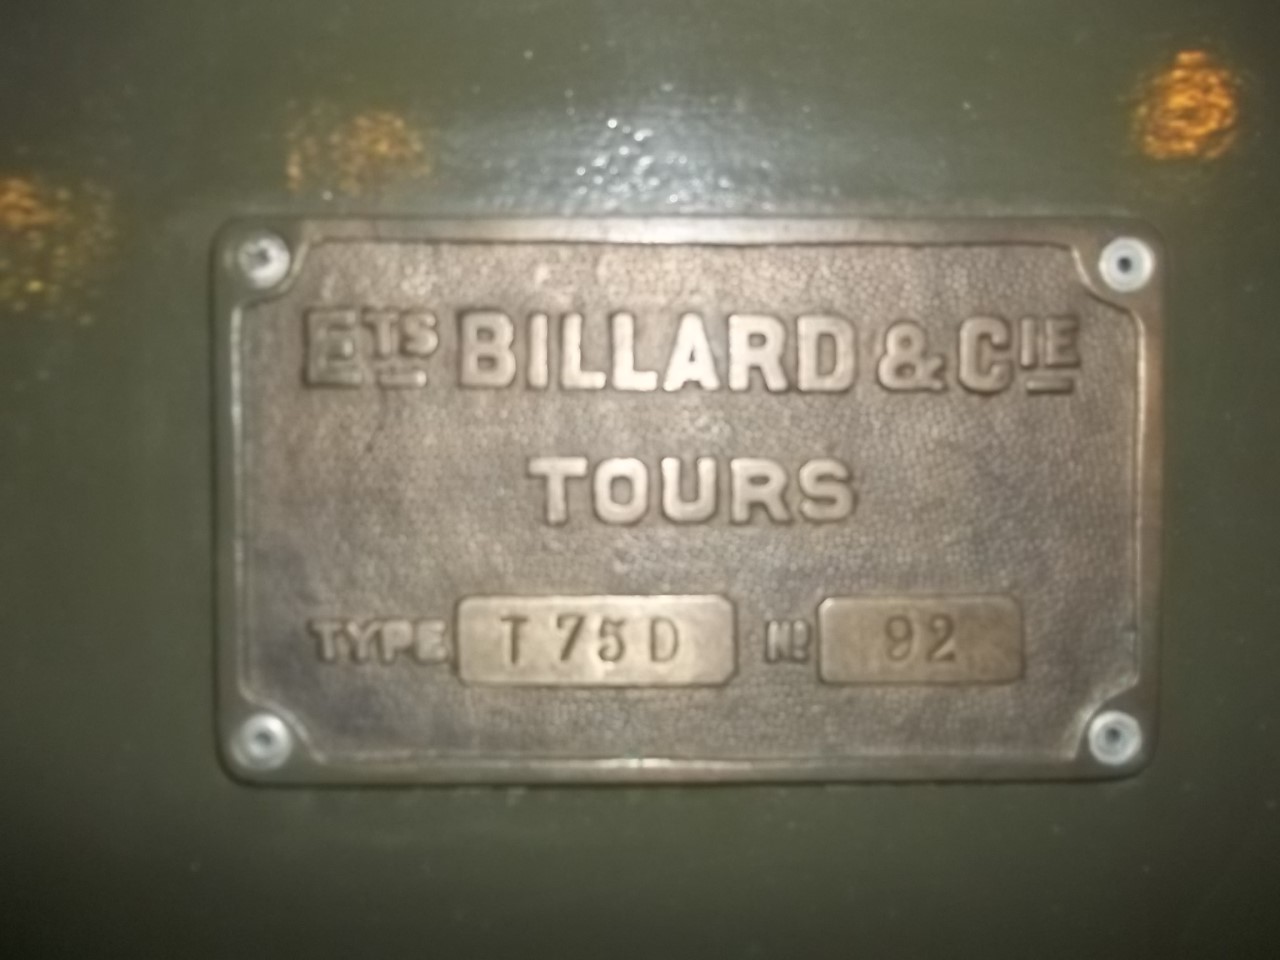 ETS BILLARD & CIE
TOURS
TYPE T 75 D No 92